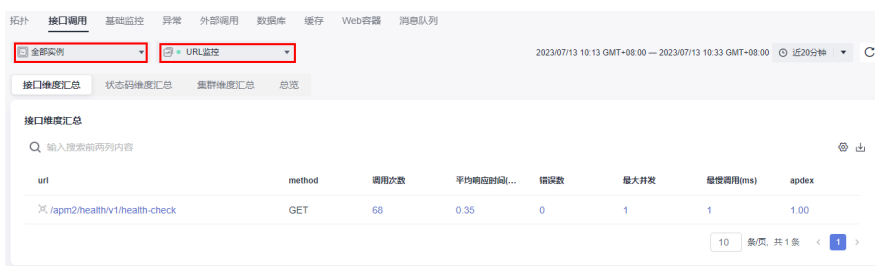 拓扑 接口调用 基础监控 异常 外部调用 数据库 缓存 Web容器 消息队列
全部实例 URL监控 2023/07/13 10:13 GMT+08:00 — 2023/07/13 10:33 GMT+08:00 近20分钟
接口维度汇总 状态码维度汇总 集群维度汇总 总览
接口维度汇总
输入搜索前两列内容
url method 调用次数 平均响应时间(... 错误数 最大并发 最慢调用(ms) apdex
/apm2/health/v1/health-check GET 68 0.35 0 1 1 1.00
10 条/页, 共1条 < 1 >